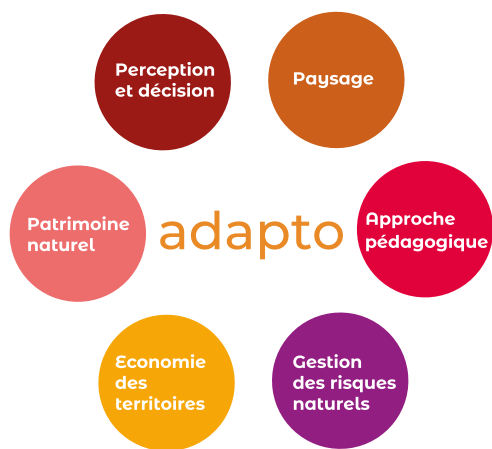 Perception
et décision
Paysage
Patrimoine
naturel
adapto
Approche
pédagogique
Economie
des
territoires
Gestion
des risques
naturels